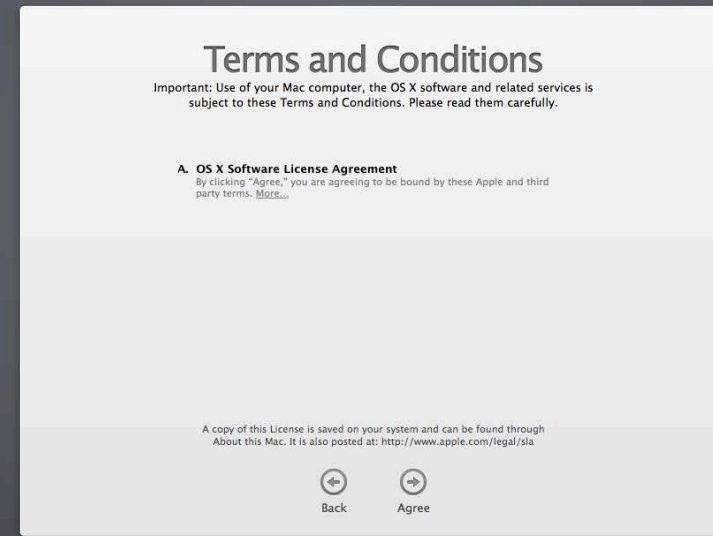 Terms and Conditions
Important: Use of your Mac computer, the OS X software and related services is
subject to these Terms and Conditions. Please read them carefully.
A. OS X Software License Agreement
By clicking “Agree,” you are agreeing to be bound by these Apple and third
party terms. More...
A copy of this License is saved on your system and can be found through
About this Mac. It is also posted at: http://www.apple.com/legal/sla
Back Agree